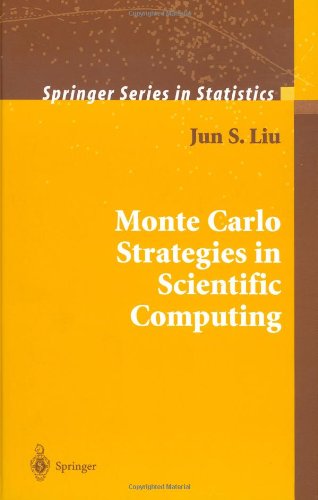 Springer Series in Statistics
Jun S. Liu
Monte Carlo
Strategies in
Scientific
Computing
Springer